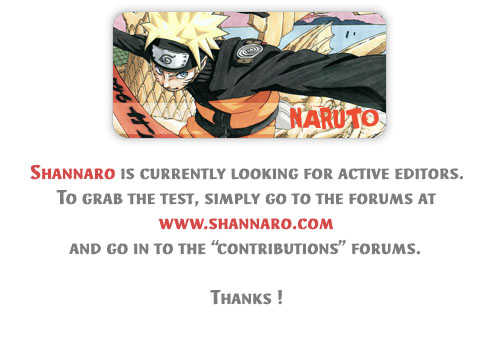 NARUTO
Shannaro is currently looking for active editors.
To grab the test, simply go to the forums at
www.shannaro.com
and go in to the “contributions” forums.
Thanks !